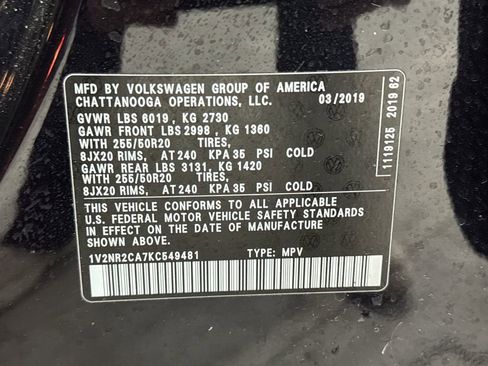 MFD BY VOLKSWAGEN GROUP OF AMERICA
CHATTANOOGA OPERATIONS, LLC. 03/2019
GVWR LBS 6019 , KG 2730
GAWR FRONT LBS 2998 , KG 1360
WITH 255/50R20 TIRES,
8JX20 RIMS, AT 240 KPA 35 PSI COLD
GAWR REAR LBS 3131, KG 1420
WITH 255/50R20 TIRES,
8JX20 RIMS, AT 240 KPA 35 PSI COLD
THIS VEHICLE CONFORMS TO ALL APPLICABLE
U.S. FEDERAL MOTOR VEHICLE SAFETY STANDARDS
IN EFFECT ON THE DATE OF MANUFACTURE
SHOWN ABOVE.
1V2NR2CA7KC549481 TYPE: MPV
1119125 2019 62